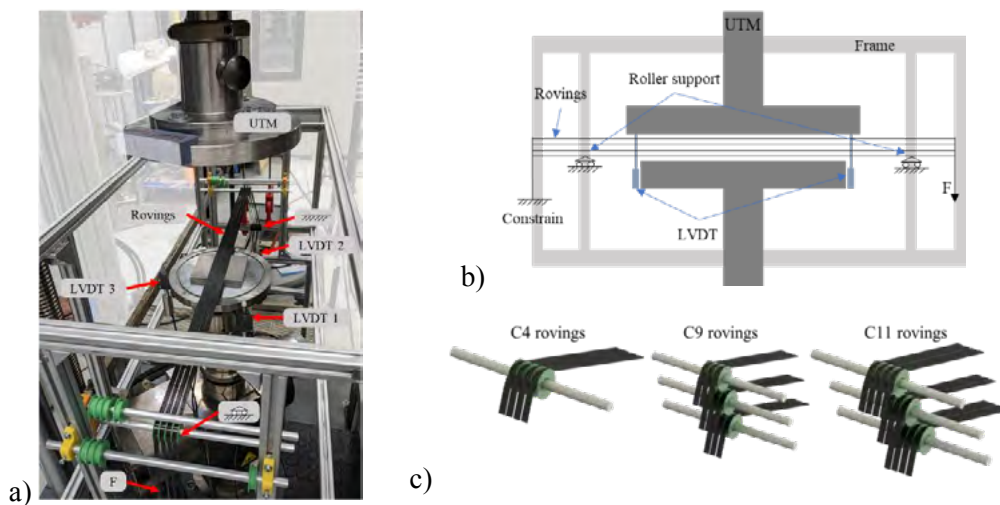 UTM
Rovings
LVDT 2
LVDT 3
LVDT 1
F
a)
UTM
Frame
Roller support
Rovings
F
Constrain
LVDT
b)
C4 rovings
C9 rovings
C11 rovings
c)